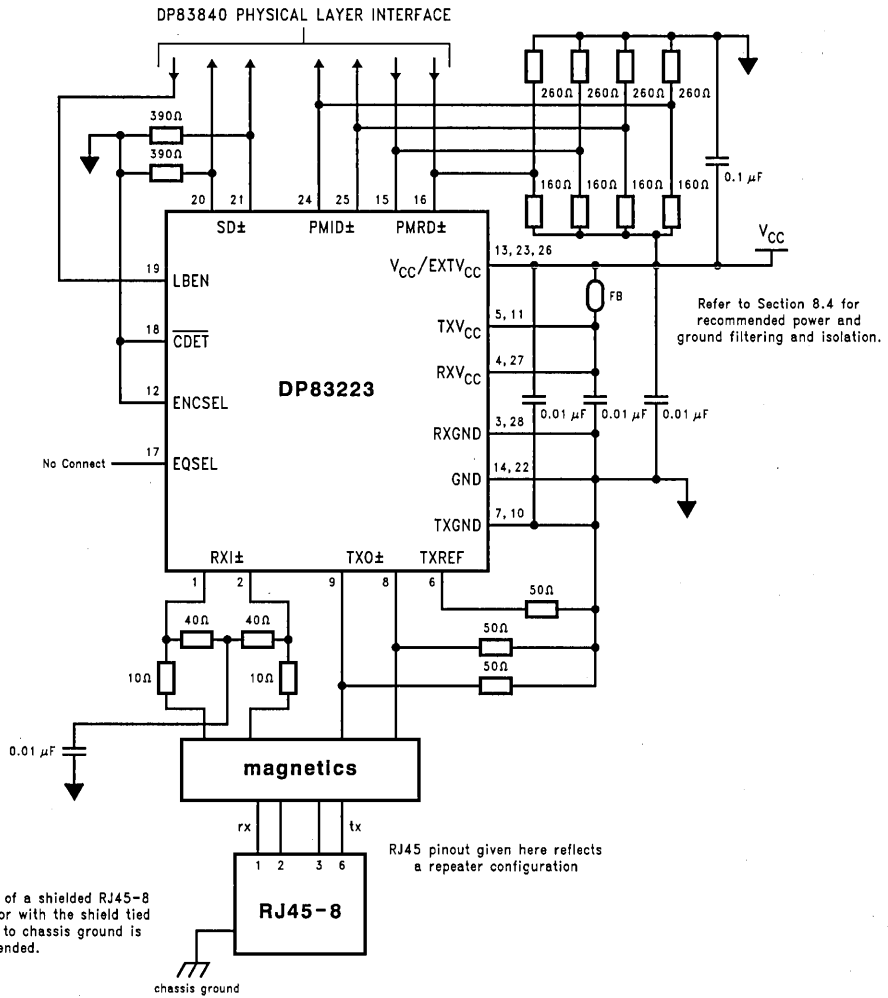 DP83840 PHYSICAL LAYER INTERFACE
260Ω 260Ω 260Ω 260Ω
390Ω
390Ω
160Ω 160Ω 160Ω 160Ω
0.1 µF
20 21 24 25 15 16
SD± PMID± PMRD±
13, 23, 26
VCC
VCC/EXTVCC
19
LBEN
FB
Refer to Section 8.4 for
recommended power and
ground filtering and isolation.
5, 11
TXVCC
18
CDET
4, 27
RXVCC
DP83223
12
ENCSEL
0.01 µF 0.01 µF 0.01 µF
3, 28
RXGND
17
No Connect
EQSEL
14, 22
GND
7, 10
TXGND
RXI± TXO± TXREF
1 2 9 8 6
50Ω
40Ω 40Ω
50Ω
10Ω 10Ω
50Ω
0.01 µF
magnetics
rx tx
1 2 3 6
RJ45 pinout given here reflects
a repeater configuration
RJ45-8
of a shielded RJ45-8
or with the shield tied
to chassis ground is
ended.
chassis ground